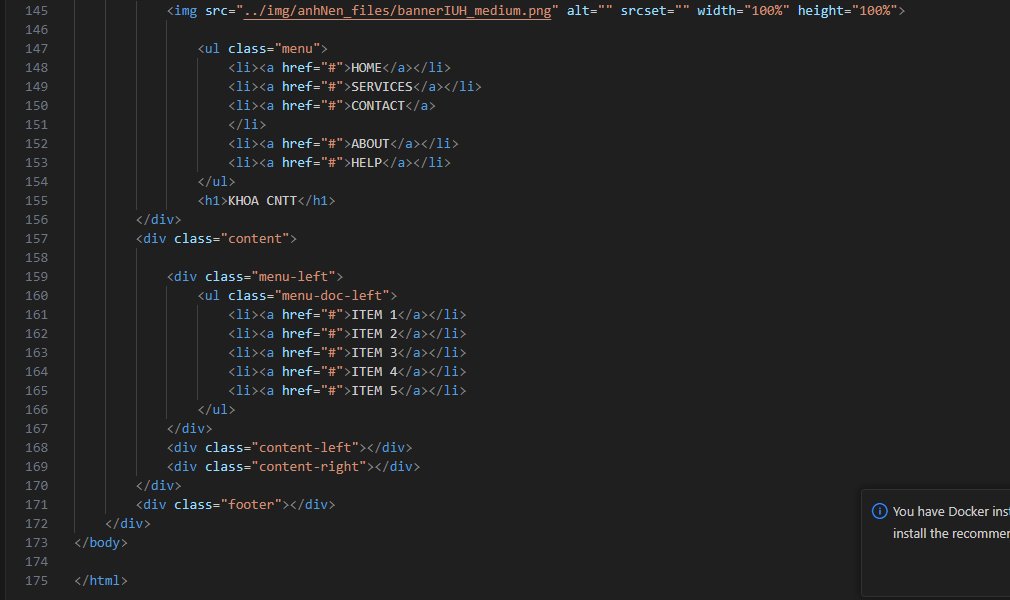 145 <img src="../img/anhNen_files/bannerIUH_medium.png" alt="" srcset="" width="100%" height="100%">
146
147 <ul class="menu">
148 <li><a href="#">HOME</a></li>
149 <li><a href="#">SERVICES</a></li>
150 <li><a href="#">CONTACT</a>
151 </li>
152 <li><a href="#">ABOUT</a></li>
153 <li><a href="#">HELP</a></li>
154 </ul>
155 <h1>KHOA CNTT</h1>
156 </div>
157 <div class="content">
158
159 <div class="menu-left">
160 <ul class="menu-doc-left">
161 <li><a href="#">ITEM 1</a></li>
162 <li><a href="#">ITEM 2</a></li>
163 <li><a href="#">ITEM 3</a></li>
164 <li><a href="#">ITEM 4</a></li>
165 <li><a href="#">ITEM 5</a></li>
166 </ul>
167 </div>
168 <div class="content-left"></div>
169 <div class="content-right"></div>
170 </div>
171 <div class="footer"></div>
172 </div>
173 </body>
174
175 </html>
You have Docker inst
install the recommen